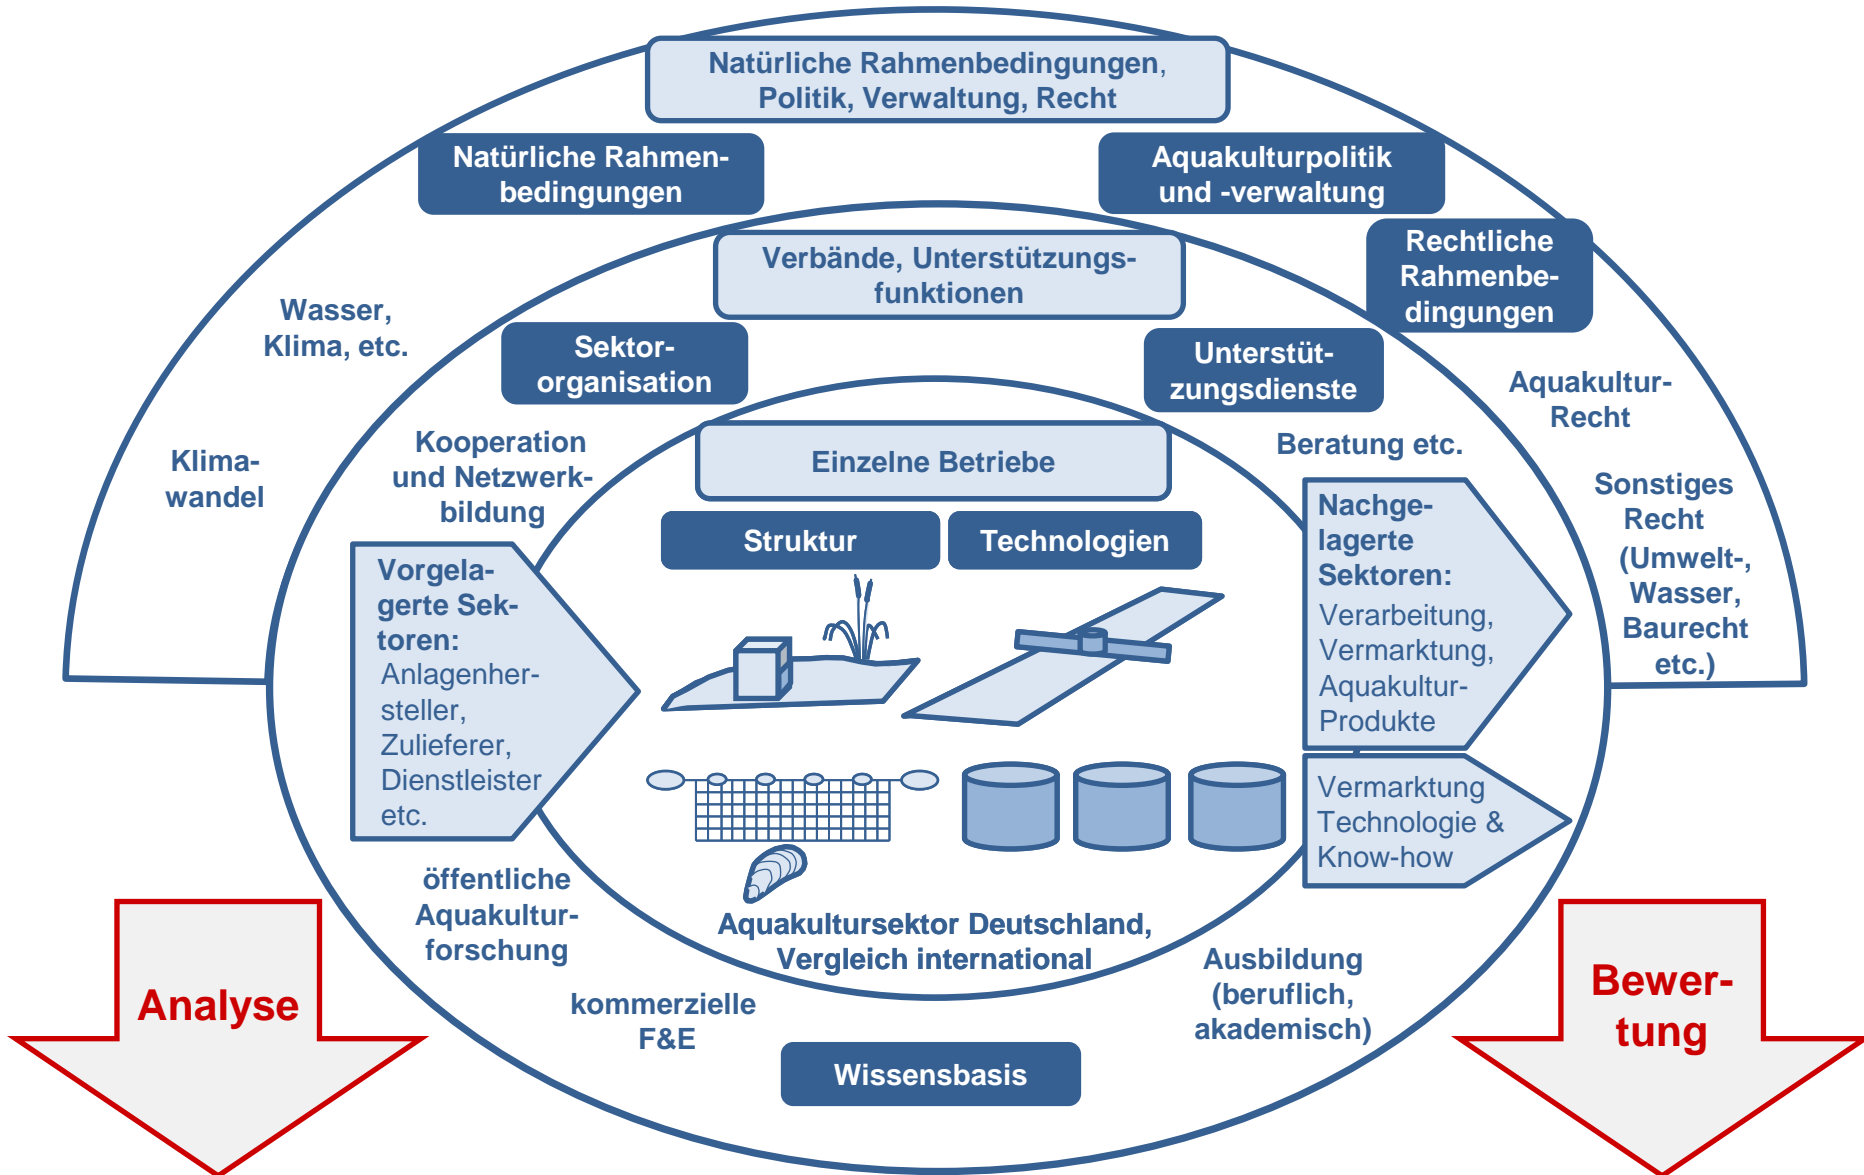 Natürliche Rahmenbedingungen,
Politik, Verwaltung, Recht
Natürliche Rahmen-
bedingungen
Aquakulturpolitik
und -verwaltung
Rechtliche
Rahmenbe-
dingungen
Verbände, Unterstützungs-
funktionen
Wasser,
Klima, etc.
Sektor-
organisation
Unterstüt-
zungsdienste
Aquakultur-
Recht
Klima-
wandel
Kooperation
und Netzwerk-
bildung
Einzelne Betriebe
Beratung etc.
Sonstiges
Recht
(Umwelt-,
Wasser,
Baurecht
etc.)
Struktur
Technologien
Vorgela-
gerte Sek-
toren:
Anlagenher-
steller,
Zulieferer,
Dienstleister
etc.
Nachge-
lagerte
Sektoren:
Verarbeitung,
Vermarktung,
Aquakultur-
Produkte
Vermarktung
Technologie &
Know-how
öffentliche
Aquakultur-
forschung
Aquakultursektor Deutschland,
Vergleich international
Ausbildung
(beruflich,
akademisch)
kommerzielle
F&E
Wissensbasis
Analyse
Bewer-
tung